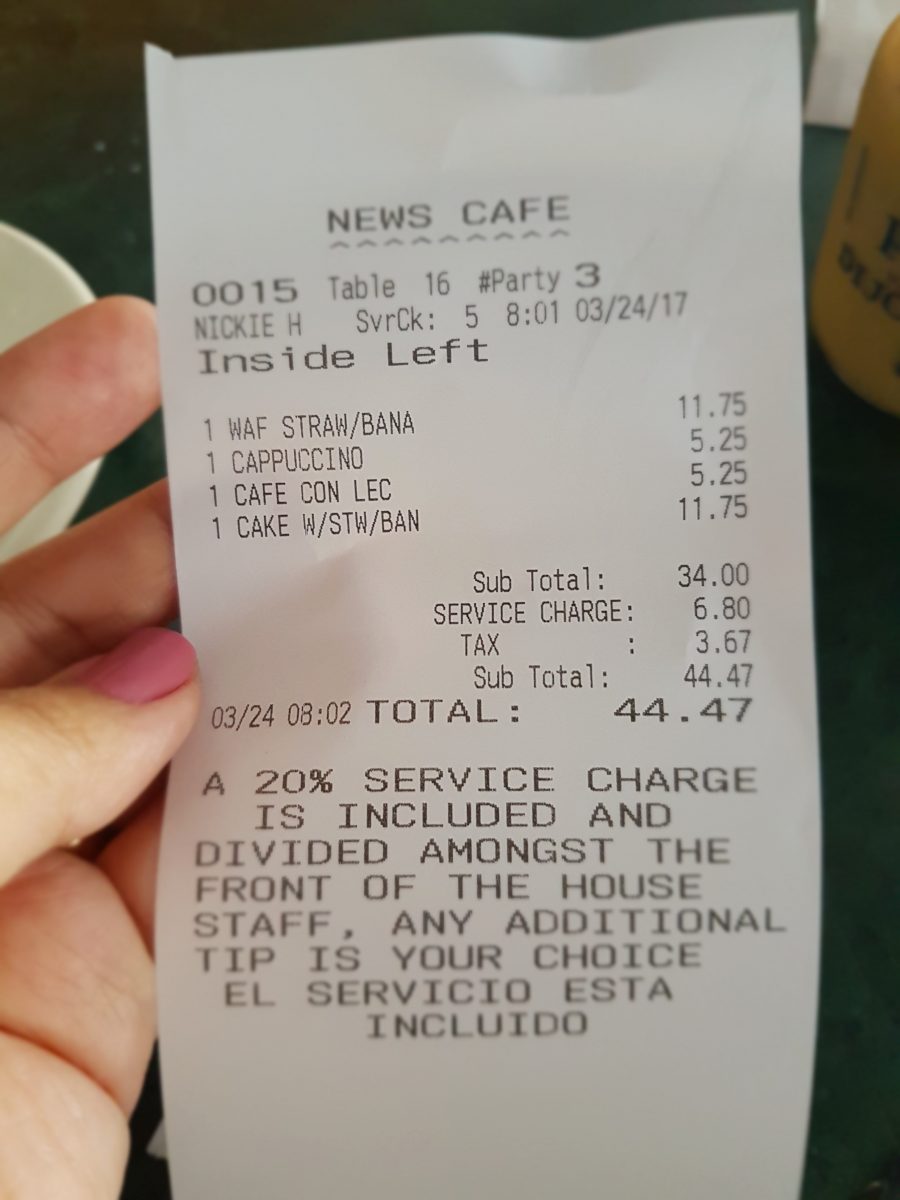 NEWS CAFE
^^^^^^^^^
0015 Table 16 #Party 3
NICKIE H SvrCk: 5 8:01 03/24/17
Inside Left
1 WAF STRAW/BANA 11.75
1 CAPPUCCINO 5.25
1 CAFE CON LEC 5.25
1 CAKE W/STW/BAN 11.75
Sub Total: 34.00
SERVICE CHARGE: 6.80
TAX : 3.67
Sub Total: 44.47
03/24 08:02 TOTAL: 44.47
A 20% SERVICE CHARGE
IS INCLUDED AND
DIVIDED AMONGST THE
FRONT OF THE HOUSE
STAFF, ANY ADDITIONAL
TIP IS YOUR CHOICE
EL SERVICIO ESTA
INCLUIDO